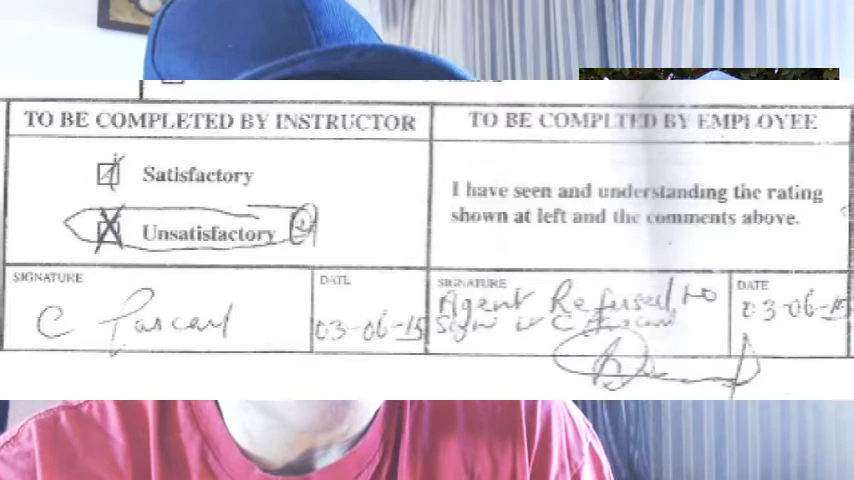 TO BE COMPLETED BY INSTRUCTOR
Satisfactory
Unsatisfactory
SIGNATURE
C
DATE
03-06-15
TO BE COMPLTED BY EMPLOYEE
I have seen and understanding the rating
shown at left and the comments above.
SIGNATURE
Agent Refused to
Sign
DATE
03-06-15